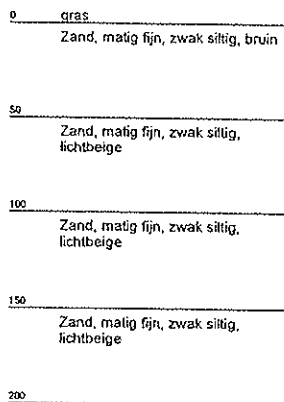 0 gras
Zand, matig fijn, zwak siltig, bruin
50
Zand, matig fijn, zwak siltig,
lichtbeige
100
Zand, matig fijn, zwak siltig,
lichtbeige
150
Zand, matig fijn, zwak siltig,
lichtbeige
200